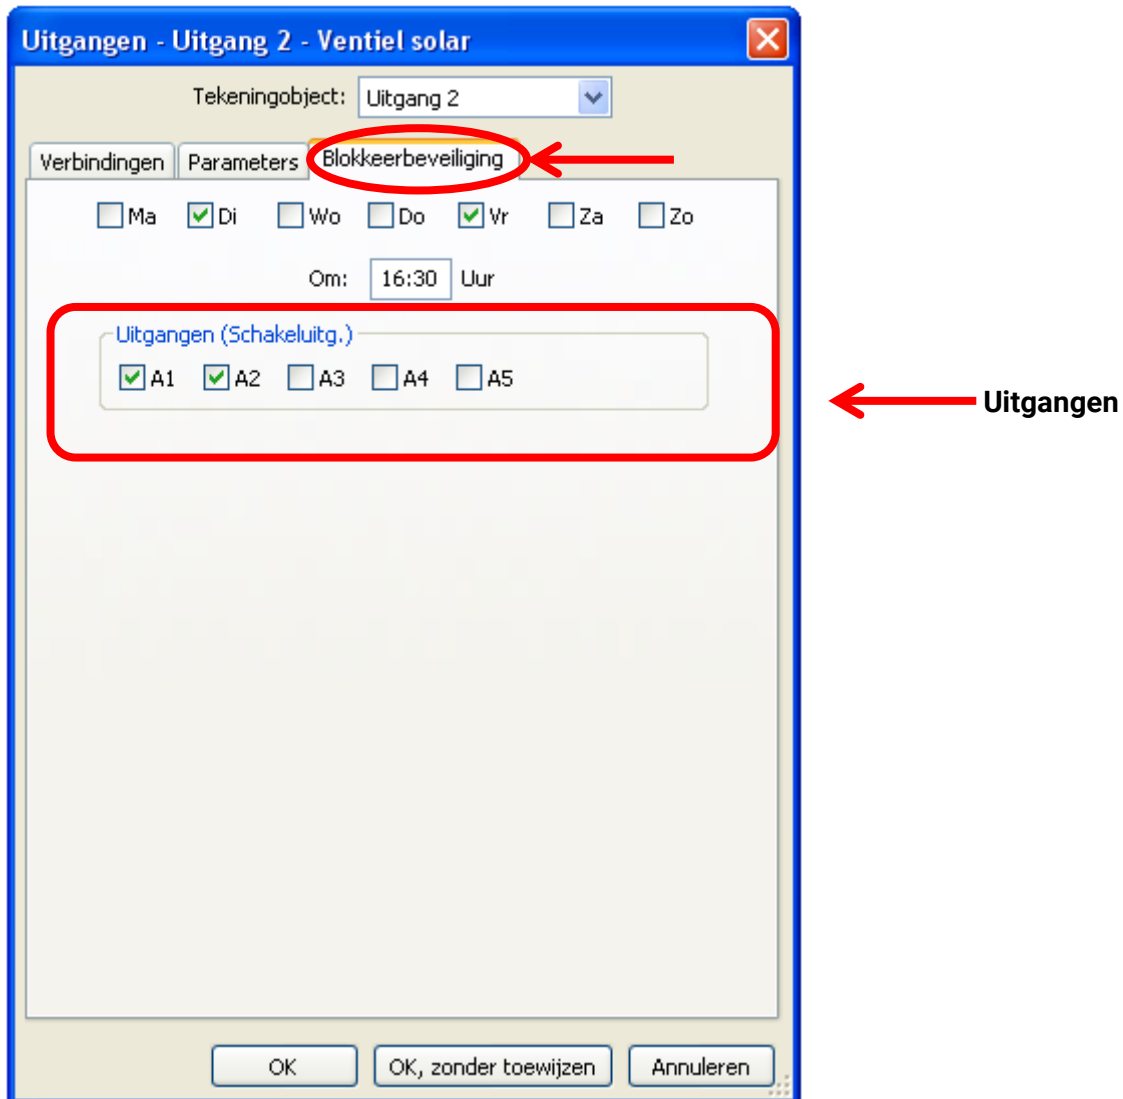 Uitgangen - Uitgang 2 - Ventiel solar
Tekeningobject: Uitgang 2
Verbindingen Parameters Blokkeerbeveiliging
Ma Di Wo Do Vr Za Zo
Om: 16:30 Uur
Uitgangen (Schakeluitg.)
A1 A2 A3 A4 A5
Uitgangen
OK OK, zonder toewijzen Annuleren